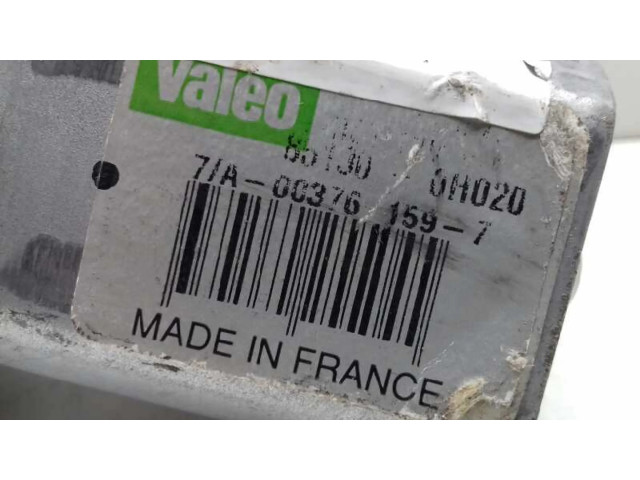 Valeo
85130 - 0H020
7/A-00376 159-7
MADE IN FRANCE